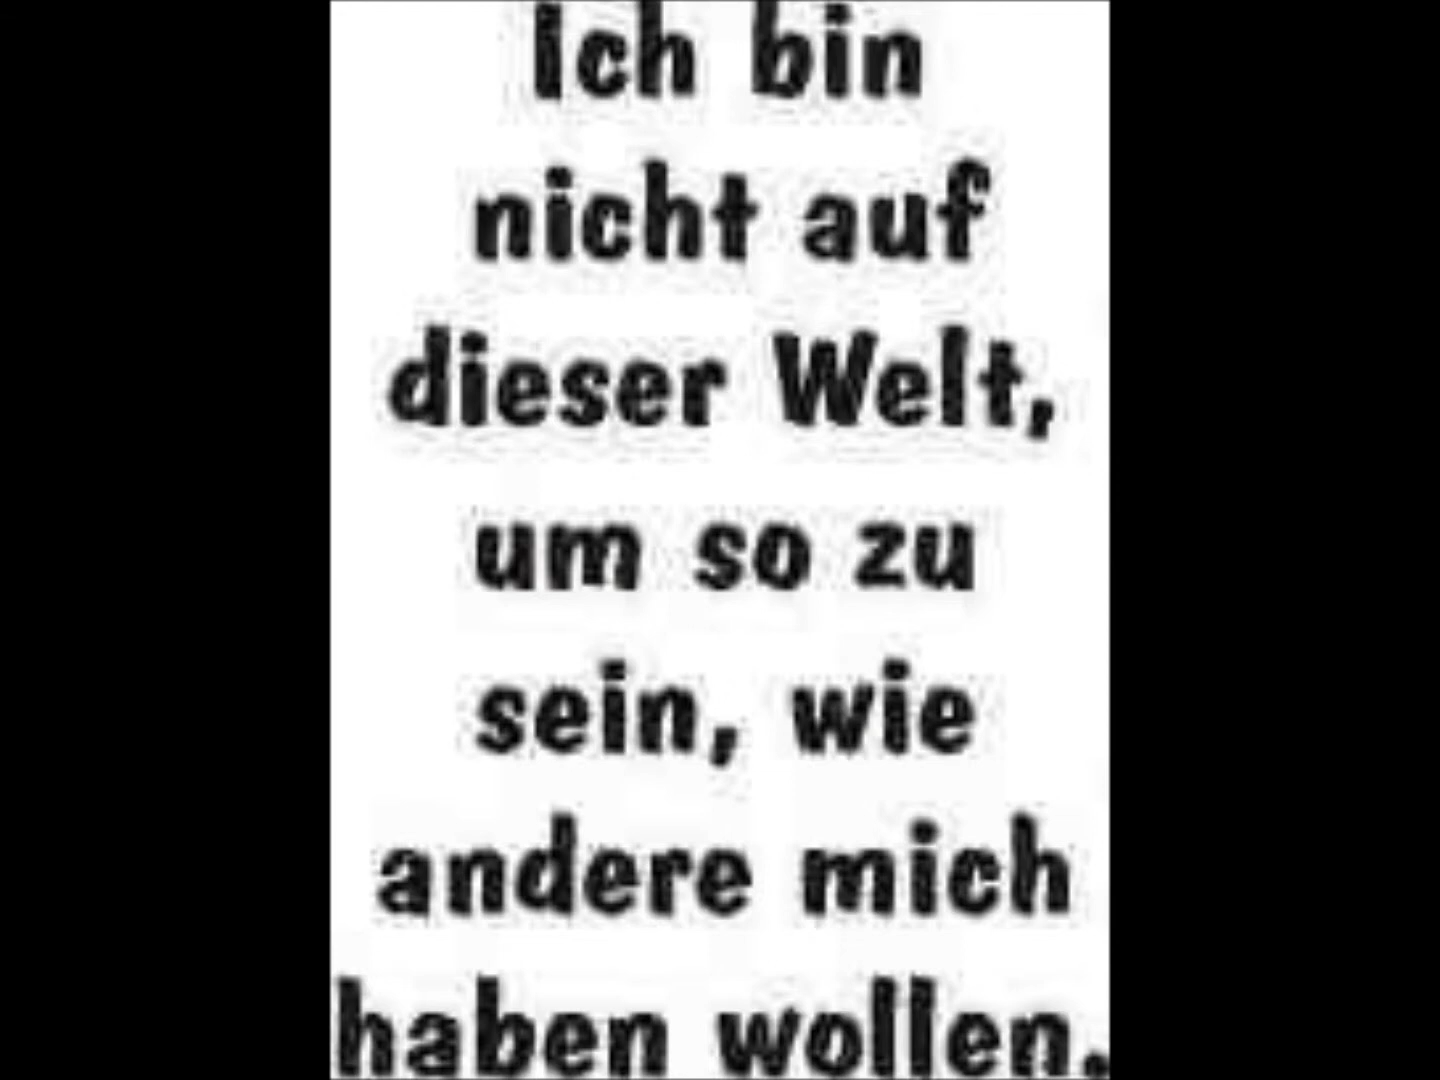 Ich bin
nicht auf
dieser Welt,
um so zu
sein, wie
andere mich
haben wollen.